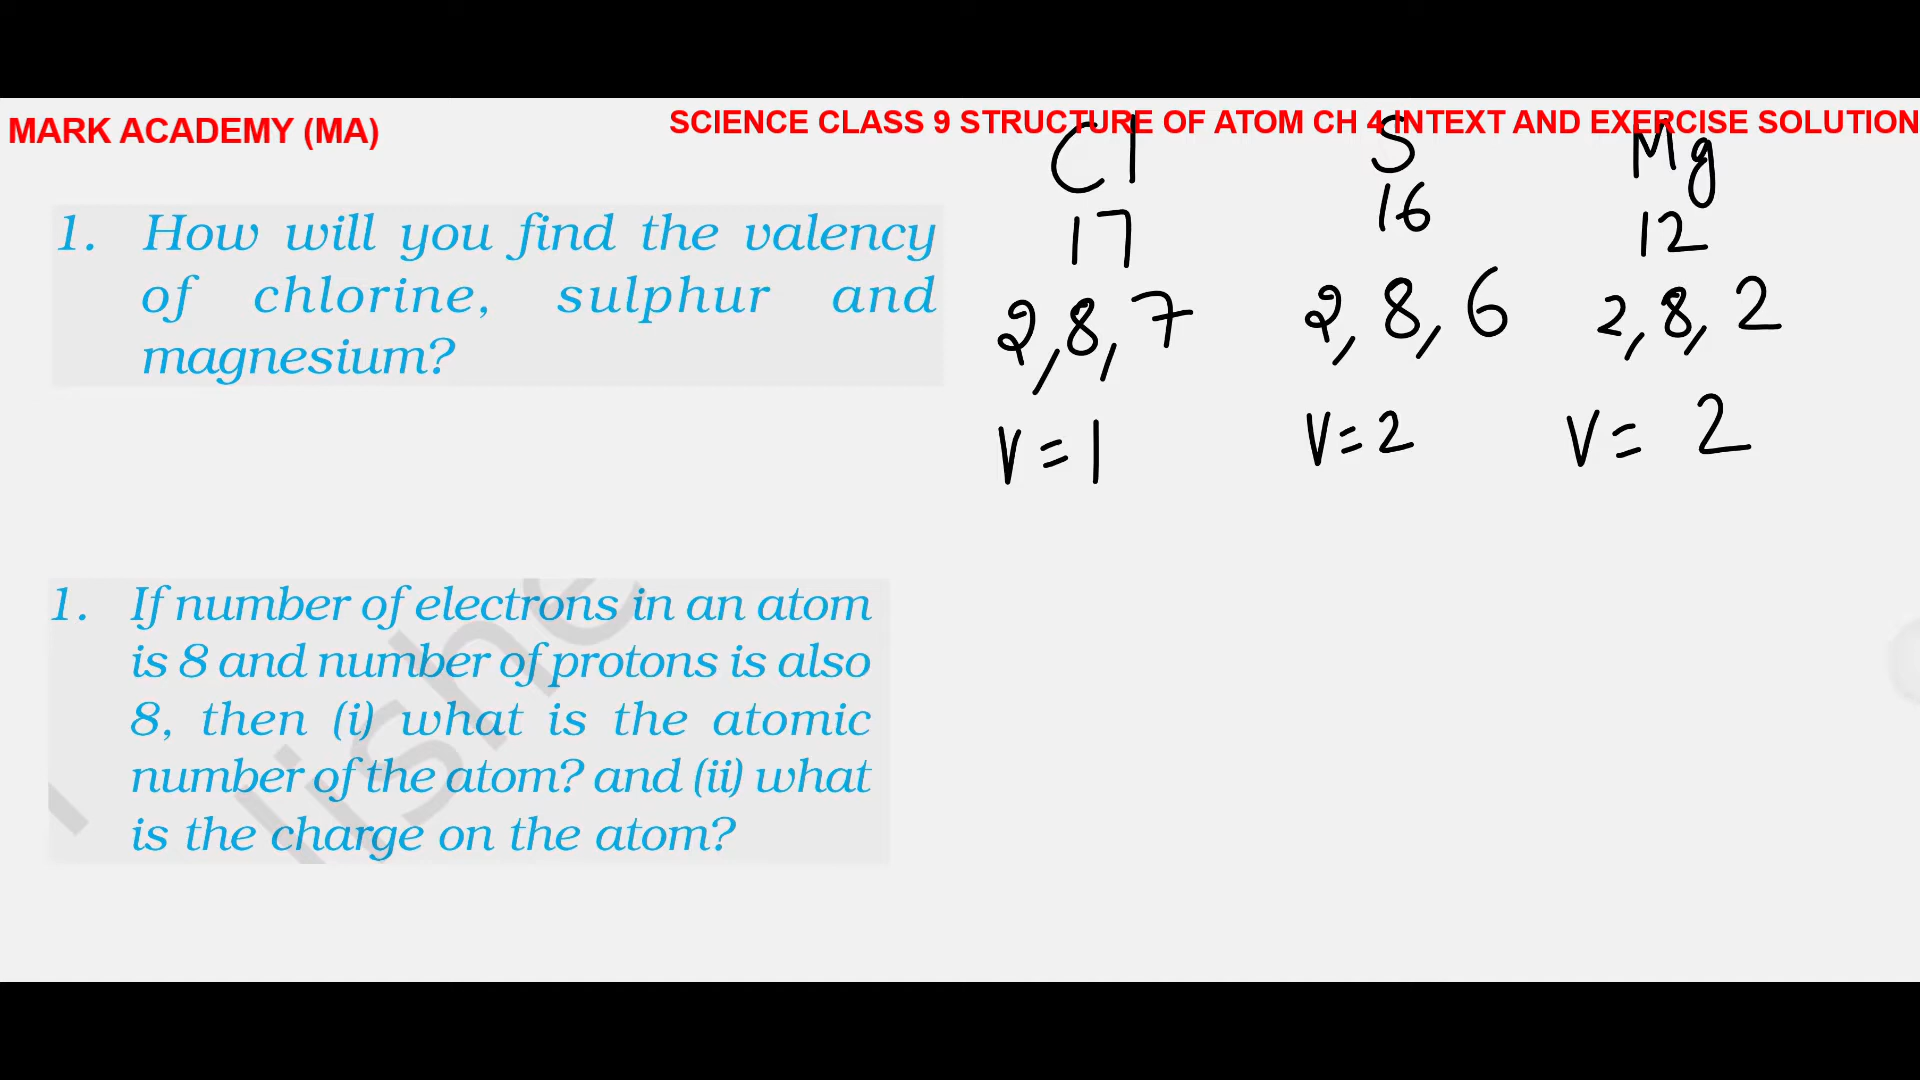 MARK ACADEMY (MA)
SCIENCE CLASS 9 STRUCTURE OF ATOM CH 4 INTEXT AND EXERCISE SOLUTION
1. How will you find the valency
of chlorine, sulphur and
magnesium?
Cl S Mg
17 16 12
2,8,7 2,8,6 2,8,2
V=1 V=2 V=2
1. If number of electrons in an atom
is 8 and number of protons is also
8, then (i) what is the atomic
number of the atom? and (ii) what
is the charge on the atom?
lishe